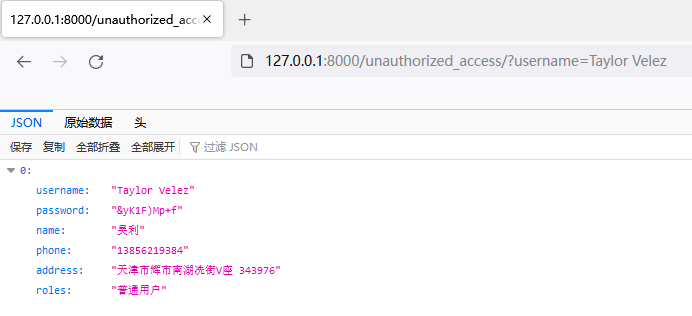 127.0.0.1:8000/unauthorized_acc
127.0.0.1:8000/unauthorized_access/?username=Taylor Velez
JSON 原始数据 头
保存 复制 全部折叠 全部展开 过滤 JSON
0:
username: "Taylor Velez"
password: "&yK1F)Mp+f"
name: "吴利"
phone: "13856219384"
address: "天津市辉市南湖冼街V座 343976"
roles: "普通用户"